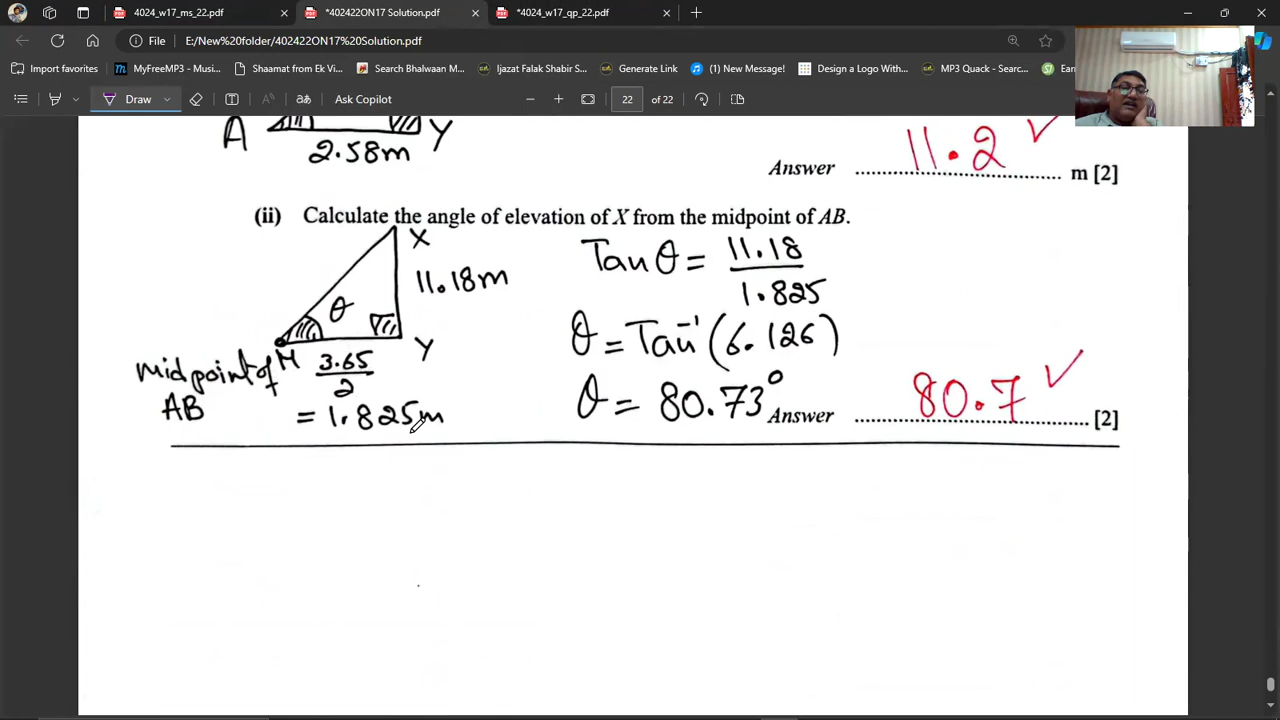 4024_w17_ms_22.pdf
*402422ON17 Solution.pdf
*4024_w17_qp_22.pdf
File
E:/New%20folder/402422ON17%20Solution.pdf
Import favorites
MyFreeMP3 - Musi...
Shaamat from Ek Vi...
Search Bhalwaan M...
Ijazat Falak Shabir S...
Generate Link
(1) New Message!
Design a Logo With...
MP3 Quack - Searc...
Ear
Draw
Ask Copilot
22 of 22
A
Y
2.58m
11.2 ✓
Answer m [2]
(ii) Calculate the angle of elevation of X from the midpoint of AB.
X
11.18m
θ
M
Y
midpoint of
AB
3.65
2
= 1.825m
Tan θ = 11.18
1.825
θ = Tan⁻¹ (6.126)
θ = 80.73°
Answer 80.7 ✓ [2]